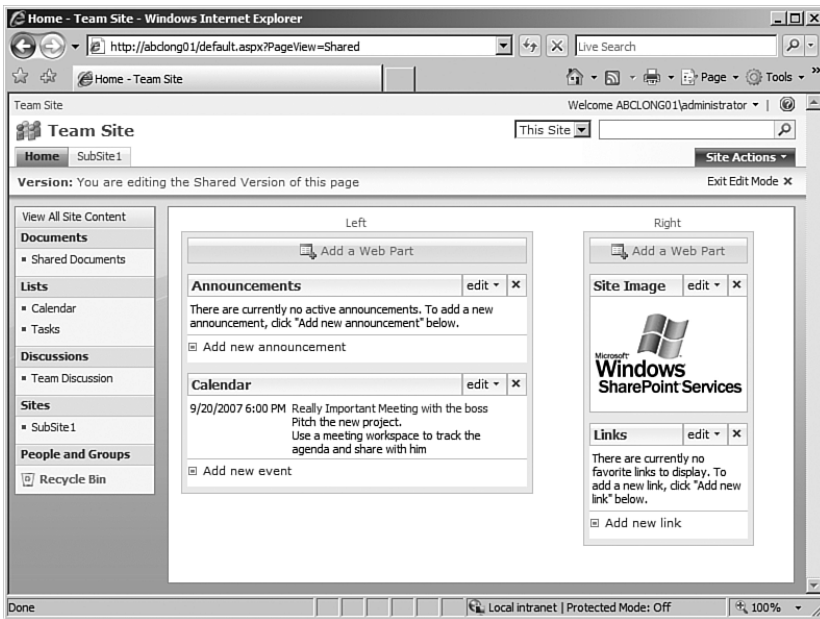 Home - Team Site - Windows Internet Explorer
http://abclong01/default.aspx?PageView=Shared
Live Search
Home - Team Site
Page
Tools
Team Site
Welcome ABCLONG01\administrator
Team Site
This Site
Home
SubSite1
Site Actions
Version: You are editing the Shared Version of this page
Exit Edit Mode
View All Site Content
Documents
Shared Documents
Lists
Calendar
Tasks
Discussions
Team Discussion
Sites
SubSite1
People and Groups
Recycle Bin
Left
Add a Web Part
Announcements
edit
There are currently no active announcements. To add a new
announcement, click "Add new announcement" below.
Add new announcement
Calendar
edit
9/20/2007 6:00 PM Really Important Meeting with the boss
Pitch the new project.
Use a meeting workspace to track the
agenda and share with him
Add new event
Right
Add a Web Part
Site Image
edit
Microsoft
Windows
SharePoint Services
Links
edit
There are currently no
favorite links to display. To
add a new link, click "Add new
link" below.
Add new link
Done
Local intranet | Protected Mode: Off
100%